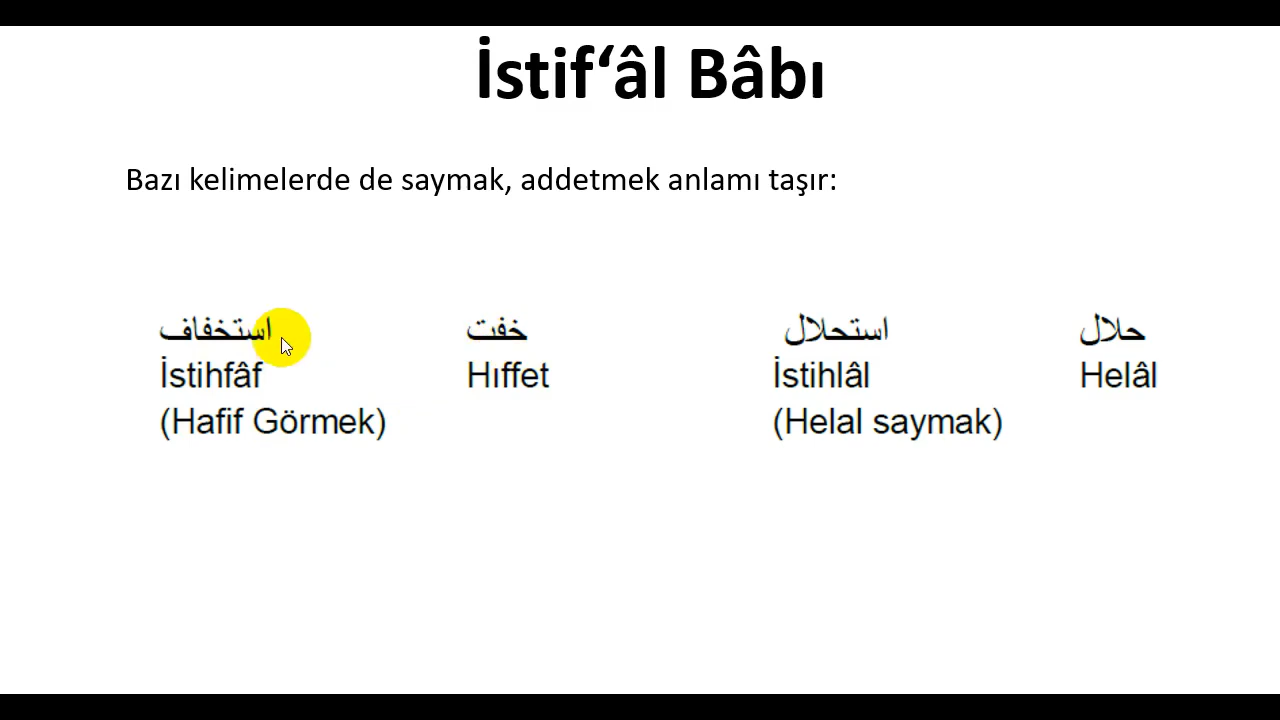 İstif‘âl Bâbı
Bazı kelimelerde de saymak, addetmek anlamı taşır:
استخفاف خفت استحلال حلال
İstihfâf Hıffet İstihlâl Helâl
(Hafif Görmek) (Helal saymak)